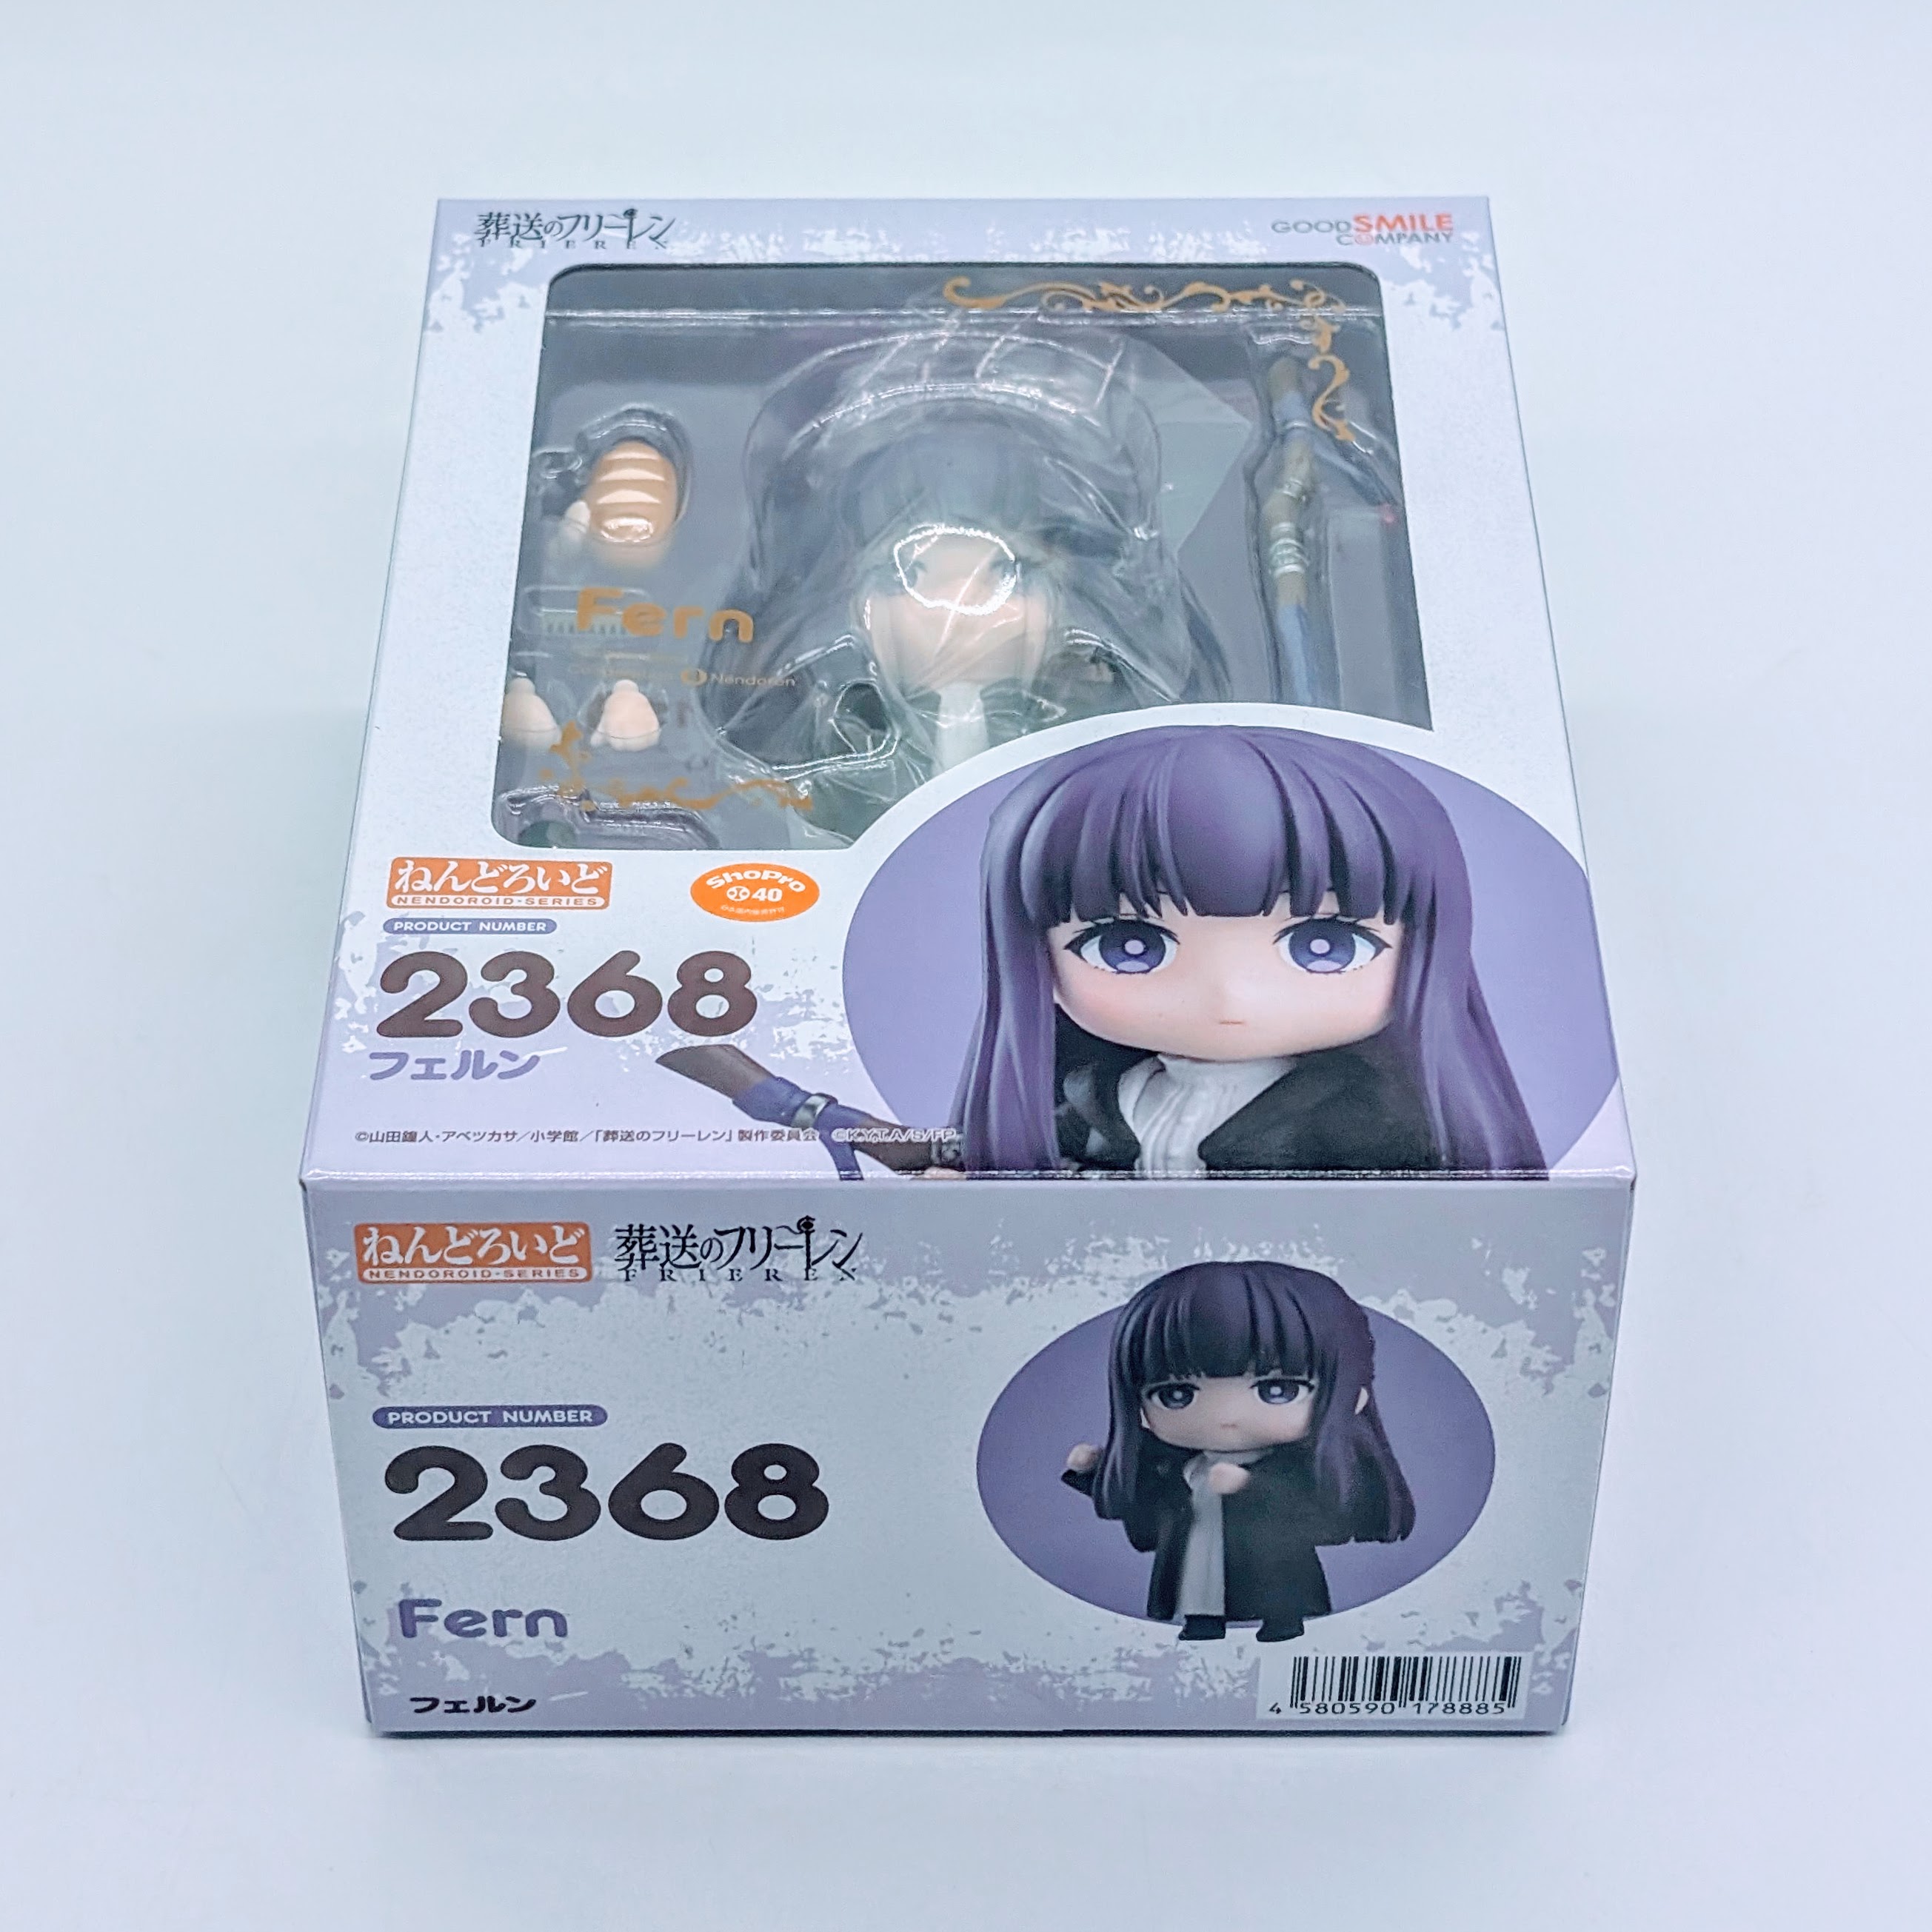 葬送のフリーレン
FRIEREN
GOODSMILE
COMPANY
Fern
Nendoron
ねんどろいど
NENDOROID-SERIES
ShoPro
40
PRODUCT NUMBER
2368
フェルン
©山田鐘人・アベツカサ／小学館／「葬送のフリーレン」製作委員会 ©K.Y,T.A/S/FP
ねんどろいど
NENDOROID-SERIES
葬送のフリーレン
FRIEREN
PRODUCT NUMBER
2368
Fern
フェルン
4 580590 178885